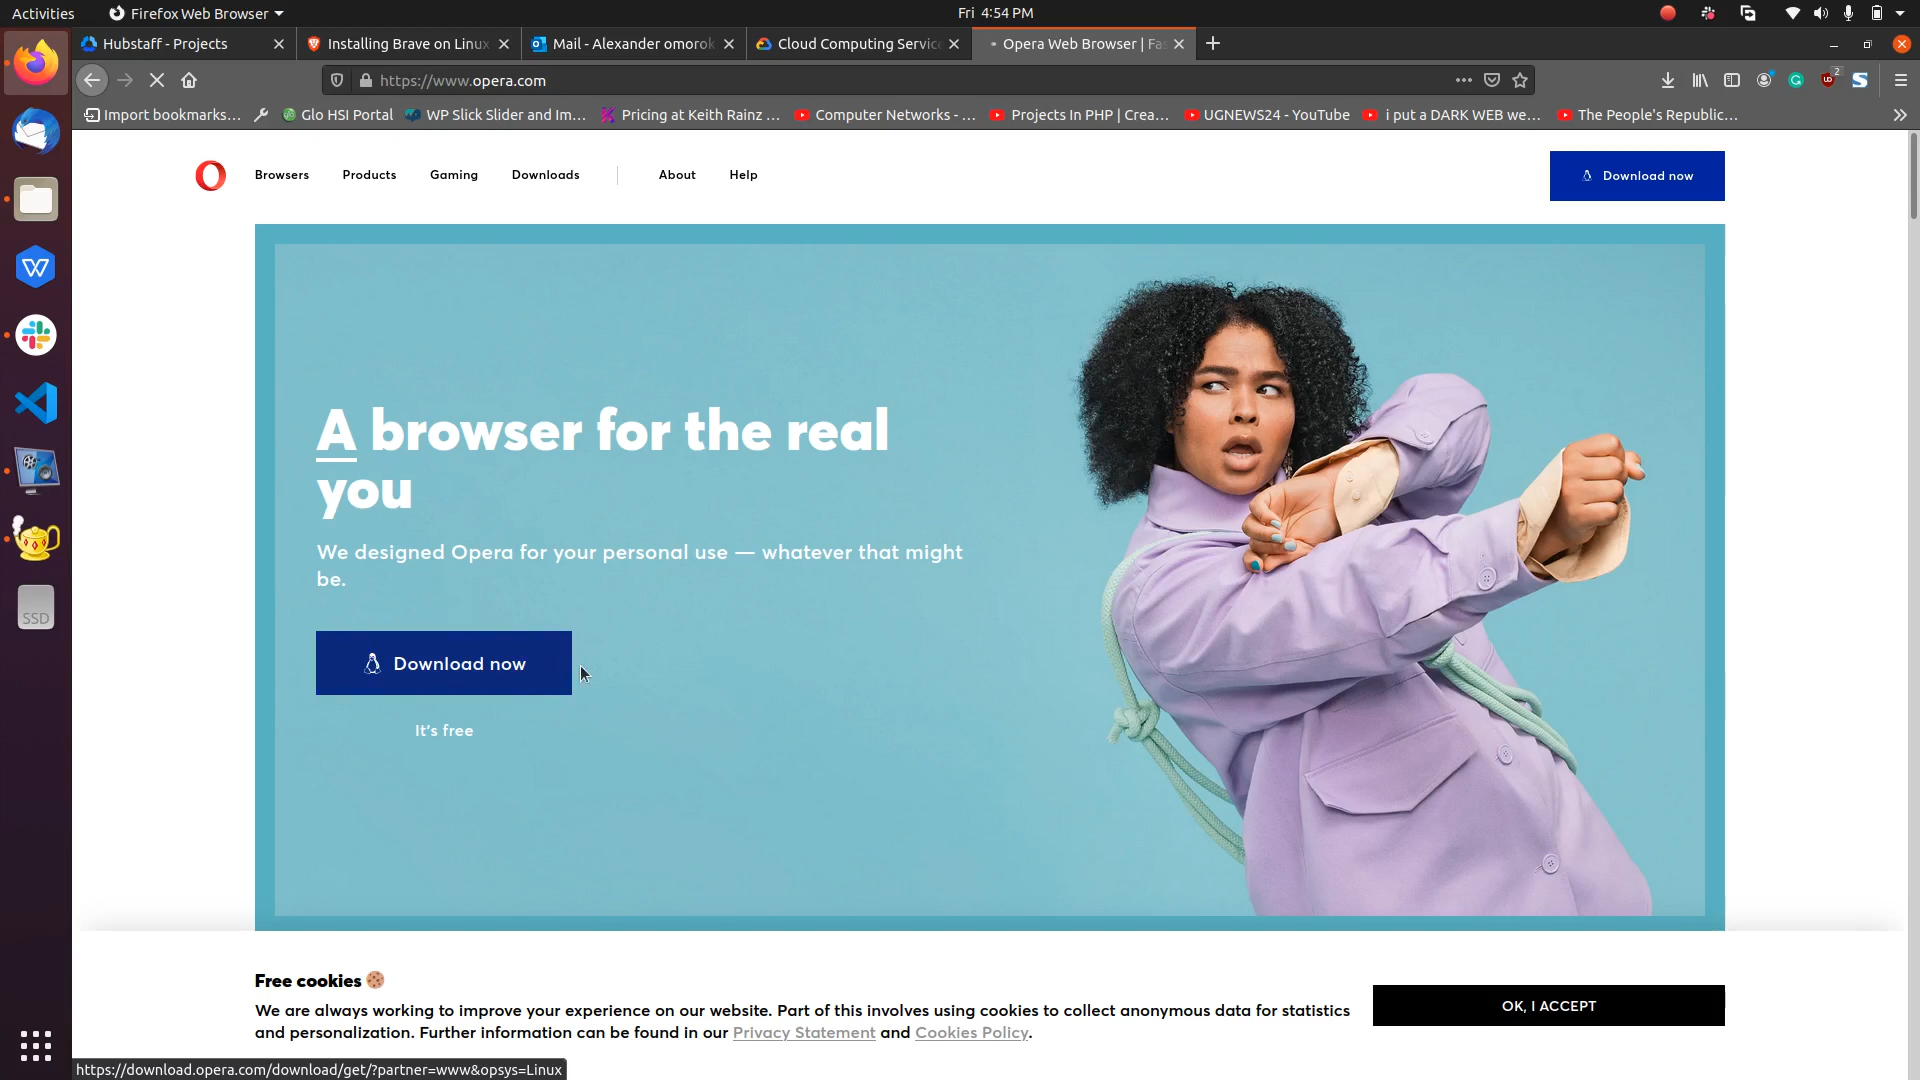 Activities
Firefox Web Browser
Fri 4:54 PM
Hubstaff - Projects
Installing Brave on Linux
Mail - Alexander omorok
Cloud Computing Service
Opera Web Browser | Fas
https://www.opera.com
2
Import bookmarks...
Glo HSI Portal
WP Slick Slider and Im...
Pricing at Keith Rainz ...
Computer Networks - ...
Projects In PHP | Crea...
UGNEWS24 - YouTube
i put a DARK WEB we...
The People's Republic...
Browsers
Products
Gaming
Downloads
About
Help
Download now
A browser for the real
you
We designed Opera for your personal use — whatever that might
be.
Download now
It's free
SSD
Free cookies
We are always working to improve your experience on our website. Part of this involves using cookies to collect anonymous data for statistics
and personalization. Further information can be found in our Privacy Statement and Cookies Policy.
OK, I ACCEPT
https://download.opera.com/download/get/?partner=www&opsys=Linux